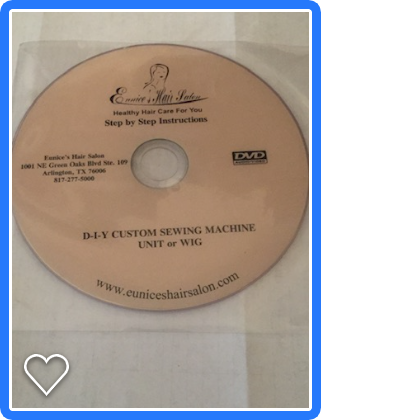 Eunice's Hair Salon
Healthy Hair Care For You
Step by Step Instructions
Eunice's Hair Salon
1001 NE Green Oaks Blvd Ste. 109
Arlington, TX 76006
817-277-5000
DVD
D-I-Y CUSTOM SEWING MACHINE
UNIT or WIG
www.euniceshairsalon.com